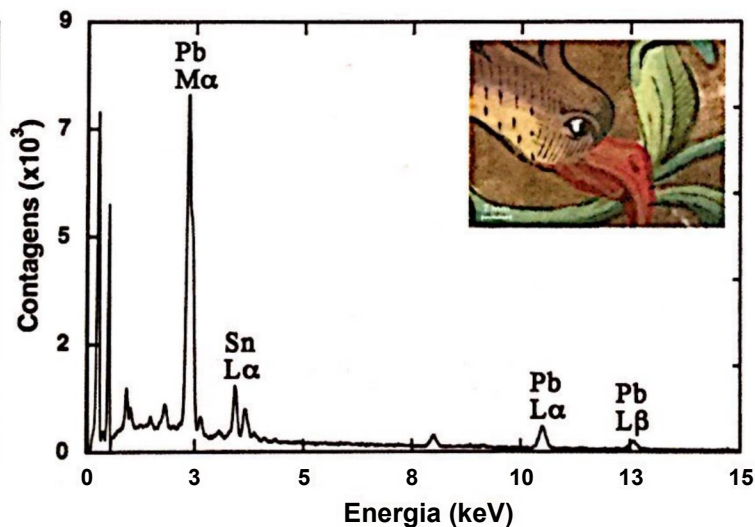 Contagens (x10³)
9
7
5
2
0
Pb
Mα
Sn
Lα
Pb
Lα
Pb
Lβ
0 3 5 8 10 13 15
Energia (keV)